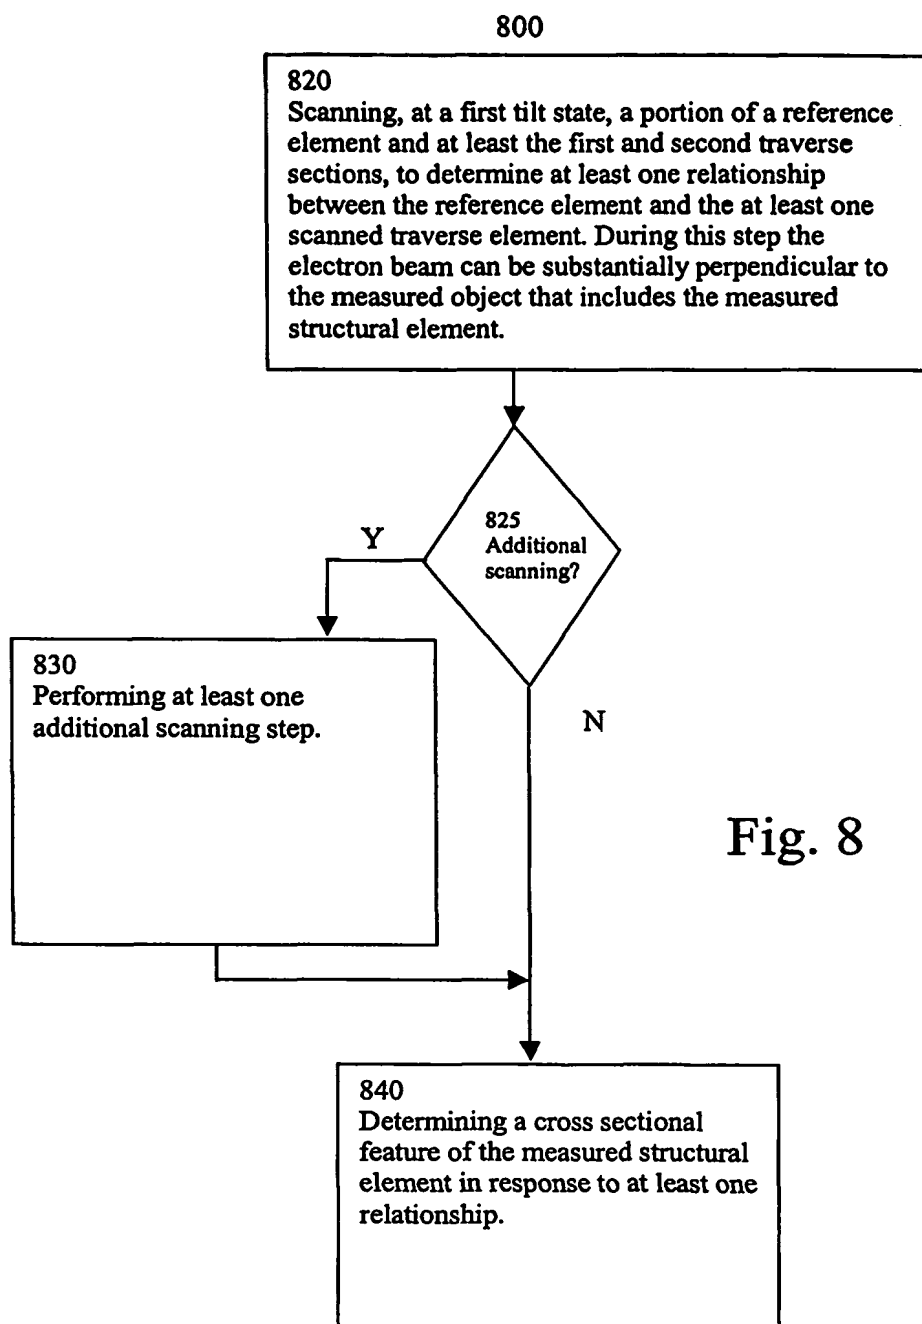 800
820
Scanning, at a first tilt state, a portion of a reference
element and at least the first and second traverse
sections, to determine at least one relationship
between the reference element and the at least one
scanned traverse element. During this step the
electron beam can be substantially perpendicular to
the measured object that includes the measured
structural element.
825
Additional
scanning?
Y
830
Performing at least one
additional scanning step.
N
Fig. 8
840
Determining a cross sectional
feature of the measured structural
element in response to at least one
relationship.